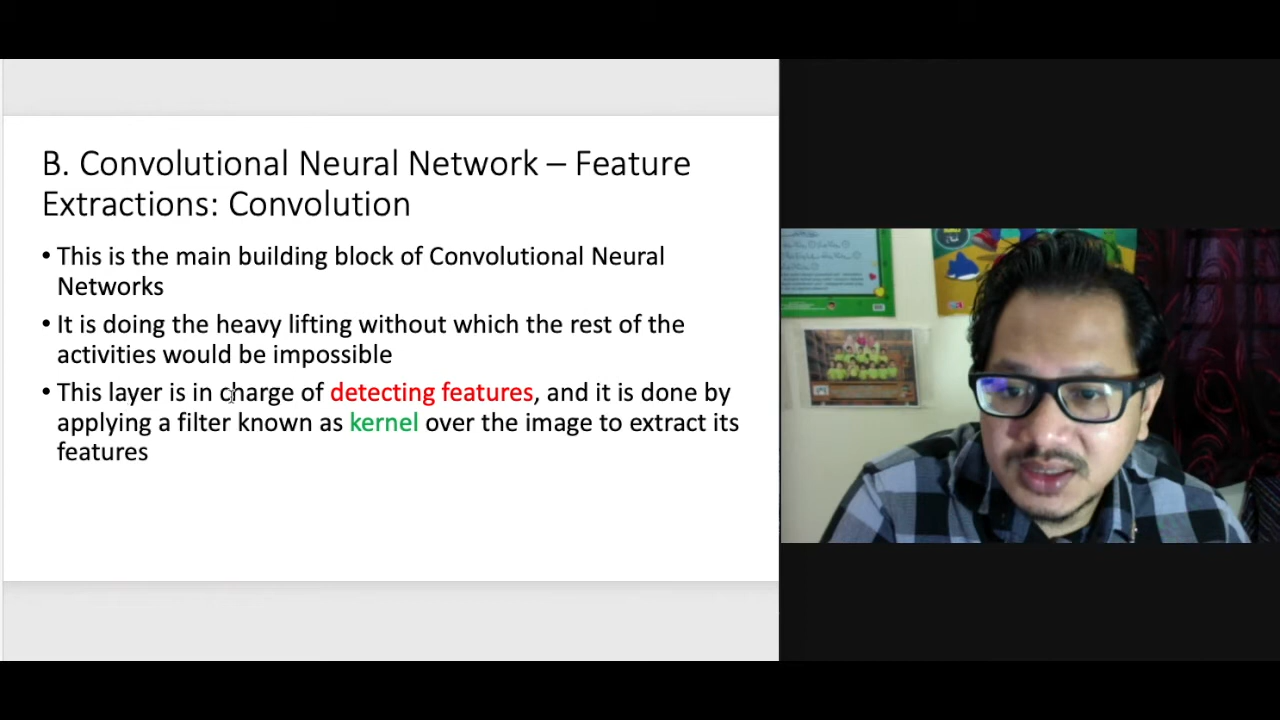 B. Convolutional Neural Network – Feature
Extractions: Convolution
• This is the main building block of Convolutional Neural
Networks
• It is doing the heavy lifting without which the rest of the
activities would be impossible
• This layer is in charge of detecting features, and it is done by
applying a filter known as kernel over the image to extract its
features